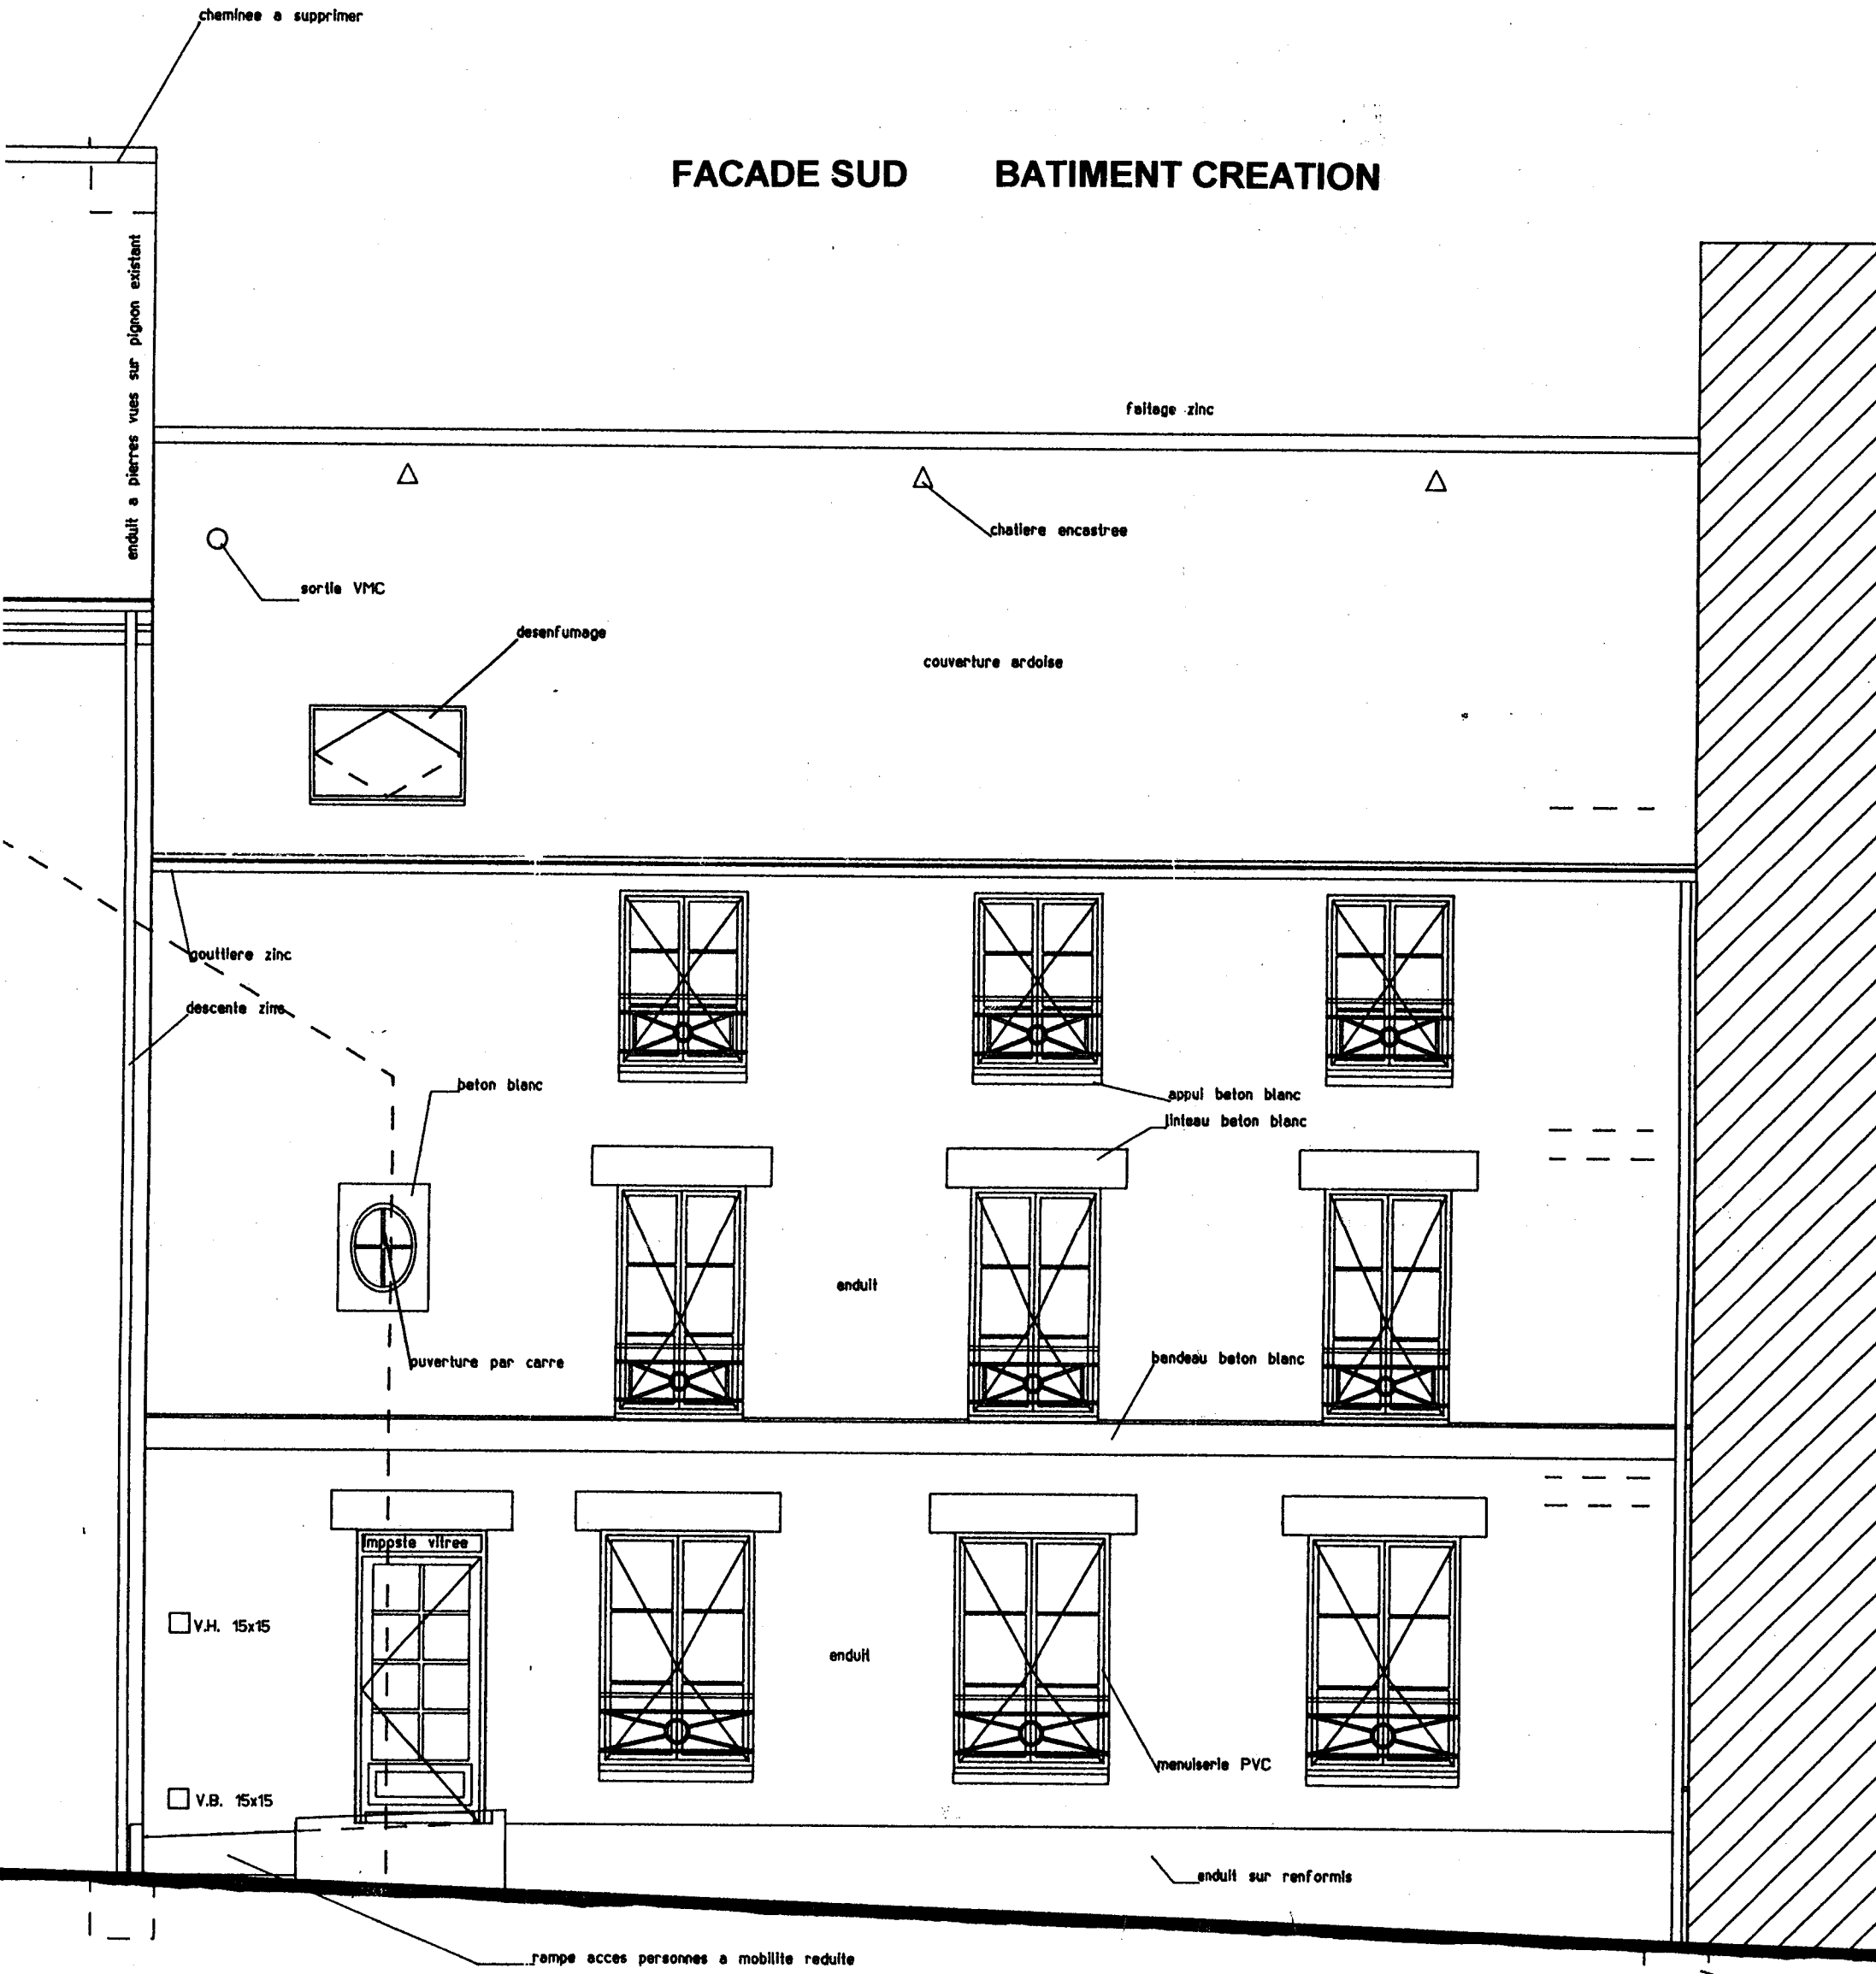 cheminee a supprimer
FACADE SUD BATIMENT CREATION
enduit a pierres vues sur pignon existant
faitage zinc
chatiere encastree
sortie VMC
desenfumage
couverture ardoise
gouttiere zinc
descente zinc
beton blanc
appui beton blanc
linteau beton blanc
enduit
ouverture par carre
bandeau beton blanc
imposte vitree
V.H. 15x15
enduit
menuiserie PVC
V.B. 15x15
enduit sur renformis
rampe acces personnes a mobilite reduite